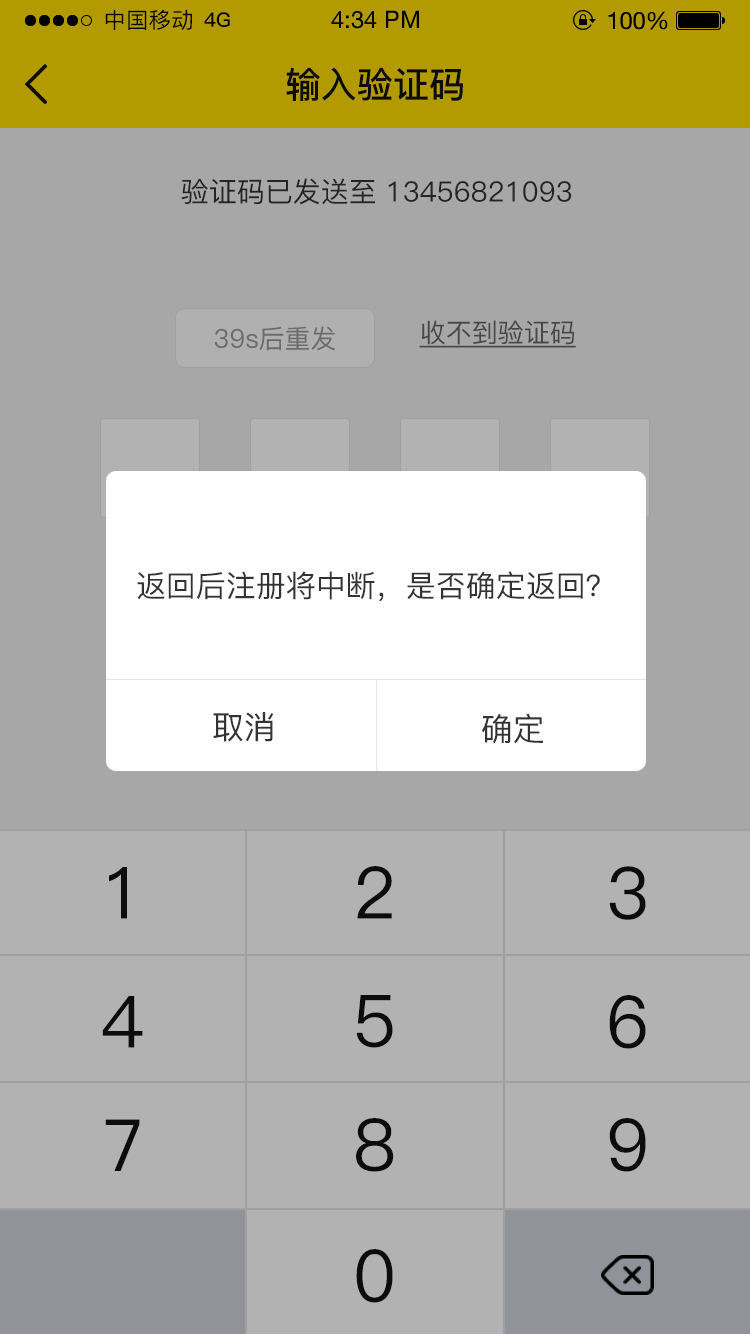 中国移动 4G 4:34 PM 100%
输入验证码
验证码已发送至 13456821093
39s后重发 收不到验证码
返回后注册将中断，是否确定返回?
取消 确定
1 2 3
4 5 6
7 8 9
0